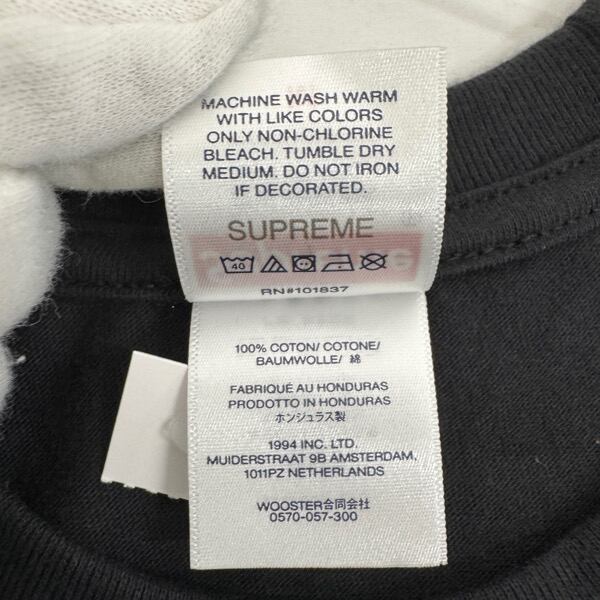 MACHINE WASH WARM
WITH LIKE COLORS
ONLY NON-CHLORINE
BLEACH. TUMBLE DRY
MEDIUM. DO NOT IRON
IF DECORATED.
SUPREME
40
RN#101837
100% COTON/ COTONE/
BAUMWOLLE/ 綿
FABRIQUÉ AU HONDURAS
PRODOTTO IN HONDURAS
ホンジュラス製
1994 INC. LTD.
MUIDERSTRAAT 9B AMSTERDAM,
1011PZ NETHERLANDS
WOOSTER合同会社
0570-057-300